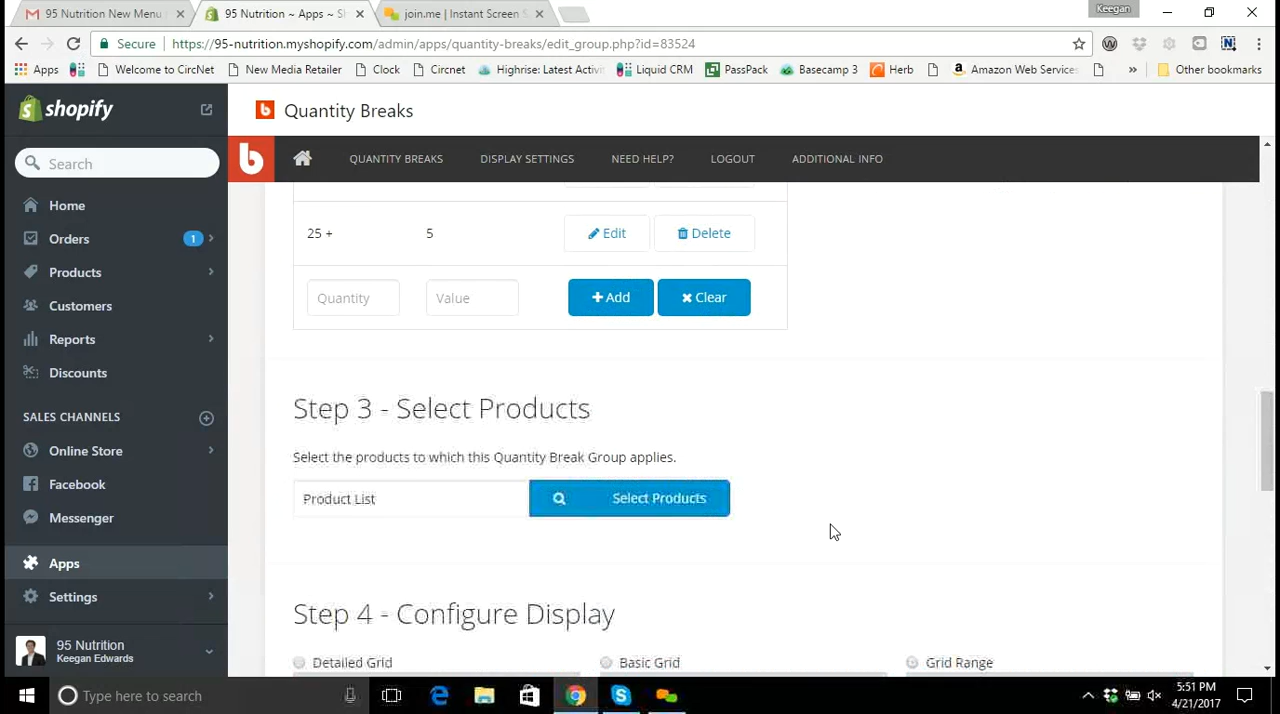 95 Nutrition New Menu
95 Nutrition ~ Apps ~ Sh
join.me | Instant Screen S
Keegan
Secure
https://95-nutrition.myshopify.com/admin/apps/quantity-breaks/edit_group.php?id=83524
Apps
Welcome to CircNet
New Media Retailer
Clock
Circnet
Highrise: Latest Activi
Liquid CRM
PassPack
Basecamp 3
Herb
Amazon Web Services
Other bookmarks
shopify
Quantity Breaks
b
QUANTITY BREAKS
DISPLAY SETTINGS
NEED HELP?
LOGOUT
ADDITIONAL INFO
Search
Home
Orders
1
Products
Customers
Reports
Discounts
SALES CHANNELS
Online Store
Facebook
Messenger
Apps
Settings
95 Nutrition
Keegan Edwards
25 +
5
Edit
Delete
Quantity
Value
Add
Clear
Step 3 - Select Products
Select the products to which this Quantity Break Group applies.
Product List
Select Products
Step 4 - Configure Display
Detailed Grid
Basic Grid
Grid Range
Type here to search
5:51 PM
4/21/2017